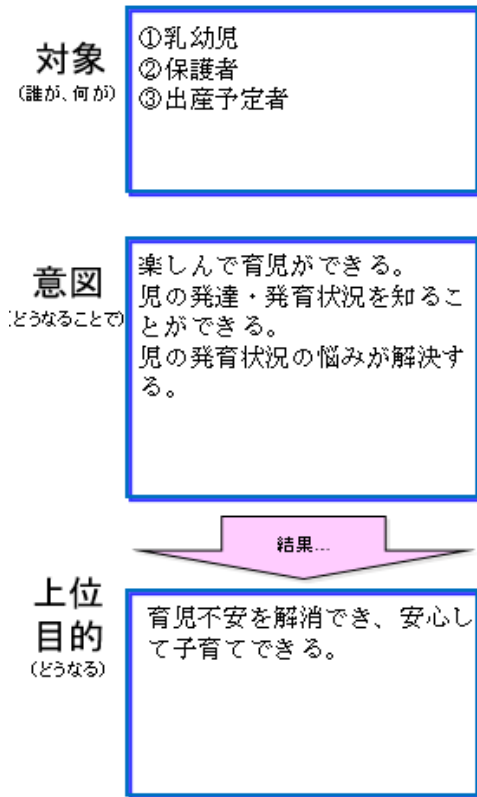 対象
(誰が、何が)
①乳幼児
②保護者
③出産予定者
意図
(どうなることで)
楽しんで育児ができる。
児の発達・発育状況を知るこ
とができる。
児の発育状況の悩みが解決す
る。
結果...
上位
目的
(どうなる)
育児不安を解消でき、安心し
て子育てできる。